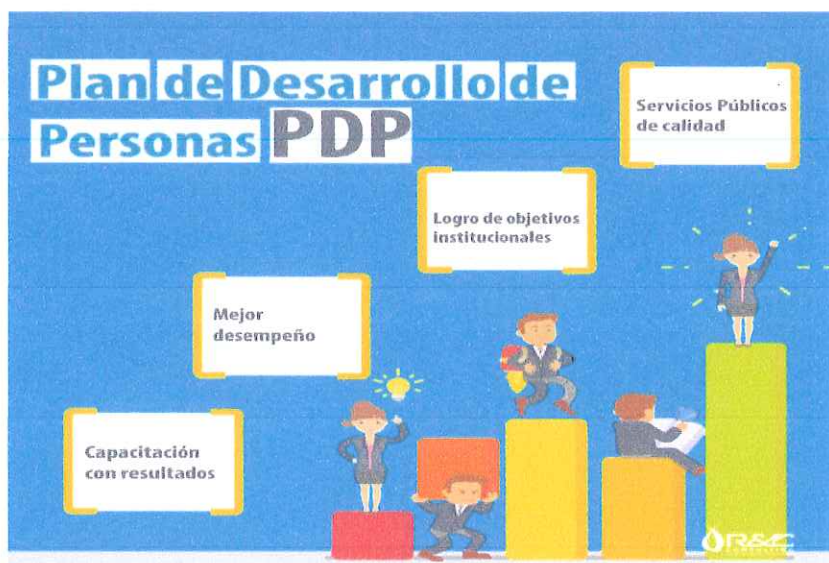 Plan de Desarrollo de
Personas PDP
Servicios Públicos
de calidad
Logro de objetivos
institucionales
Mejor
desempeño
Capacitación
con resultados
R&C
CONSULTING